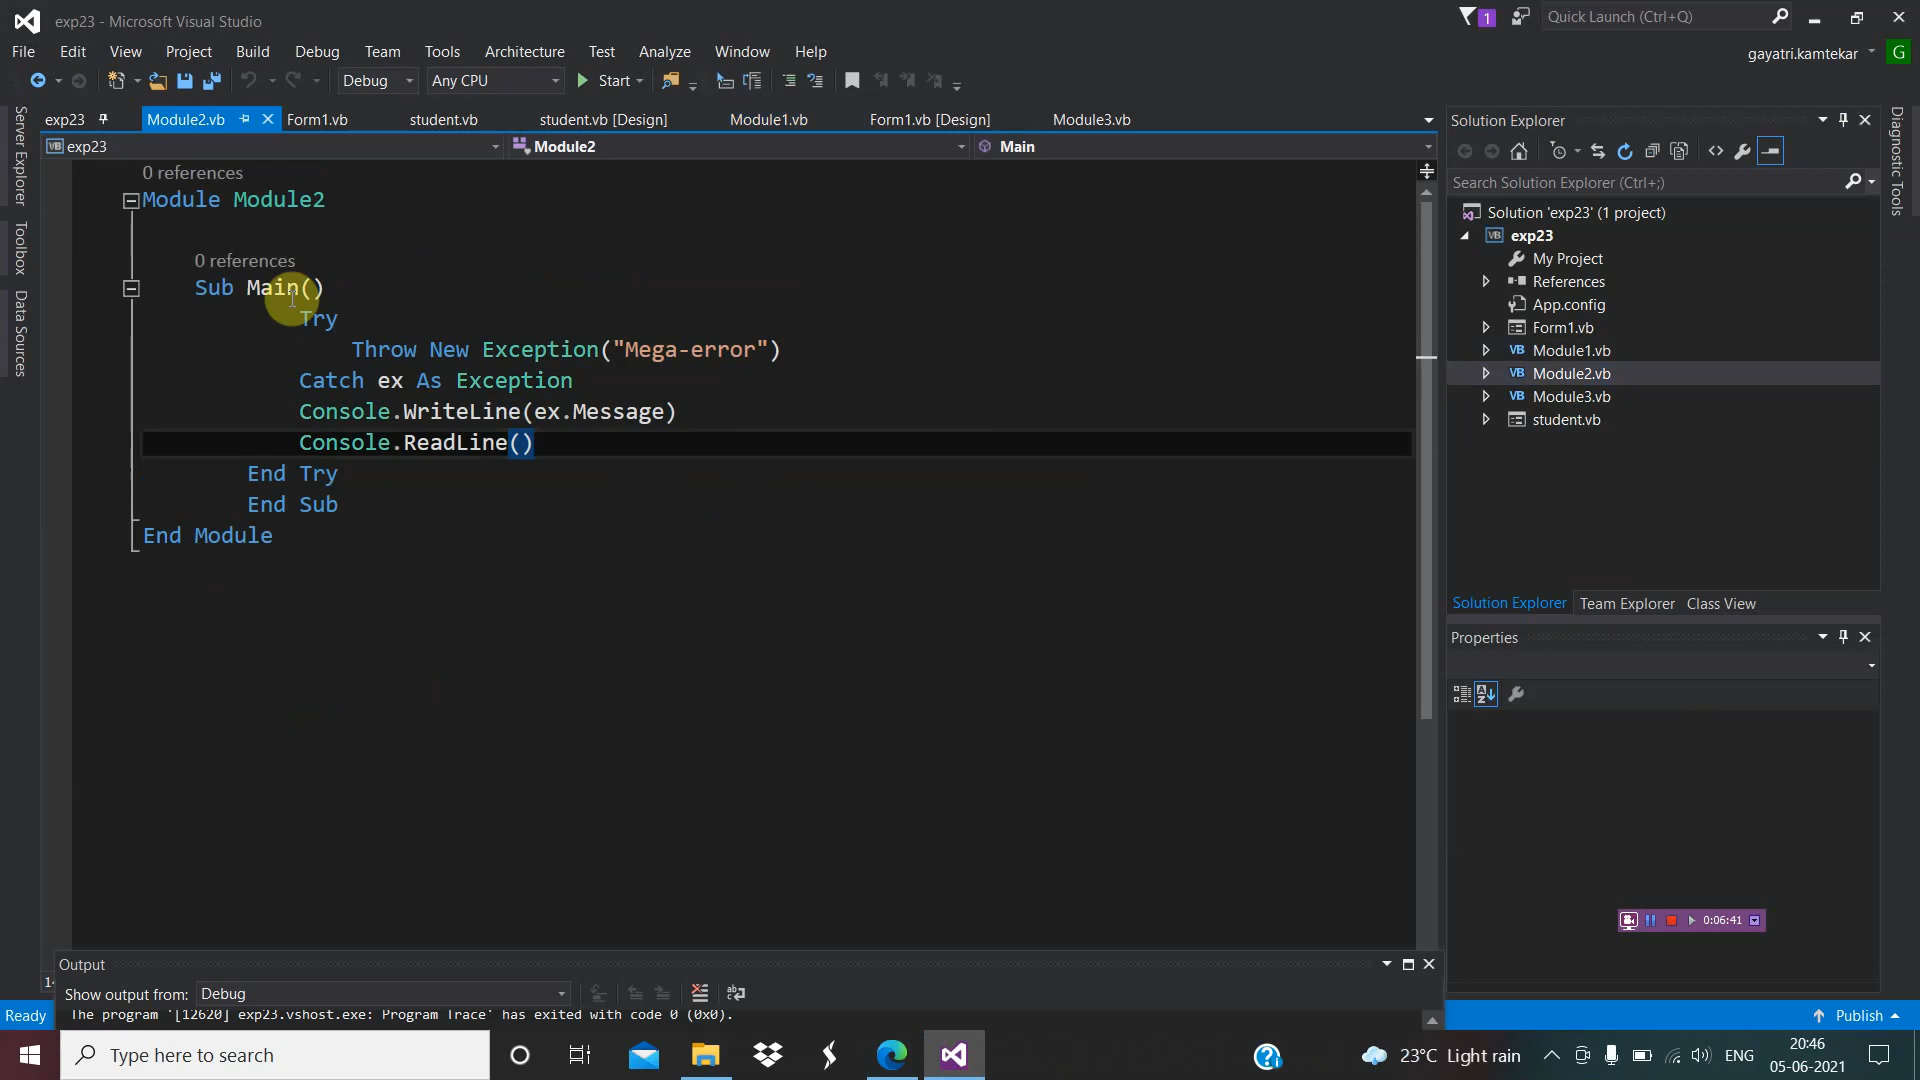 exp23 - Microsoft Visual Studio
1
Quick Launch (Ctrl+Q)
File Edit View Project Build Debug Team Tools Architecture Test Analyze Window Help
gayatri.kamtekar
G
Debug Any CPU Start
Server Explorer
Toolbox
Data Sources
exp23 Module2.vb Form1.vb student.vb student.vb [Design] Module1.vb Form1.vb [Design] Module3.vb
VB exp23 Module2 Main
0 references
Module Module2
0 references
Sub Main()
Try
Throw New Exception("Mega-error")
Catch ex As Exception
Console.WriteLine(ex.Message)
Console.ReadLine()
End Try
End Sub
End Module
Solution Explorer
Search Solution Explorer (Ctrl+;)
Solution 'exp23' (1 project)
VB exp23
My Project
References
App.config
Form1.vb
VB Module1.vb
VB Module2.vb
VB Module3.vb
student.vb
Solution Explorer Team Explorer Class View
Properties
Diagnostic Tools
0:06:41
Output
Show output from: Debug
The program '[12620] exp23.vshost.exe: Program Trace' has exited with code 0 (0x0).
Ready
Publish
Type here to search
23°C Light rain
ENG
20:46
05-06-2021